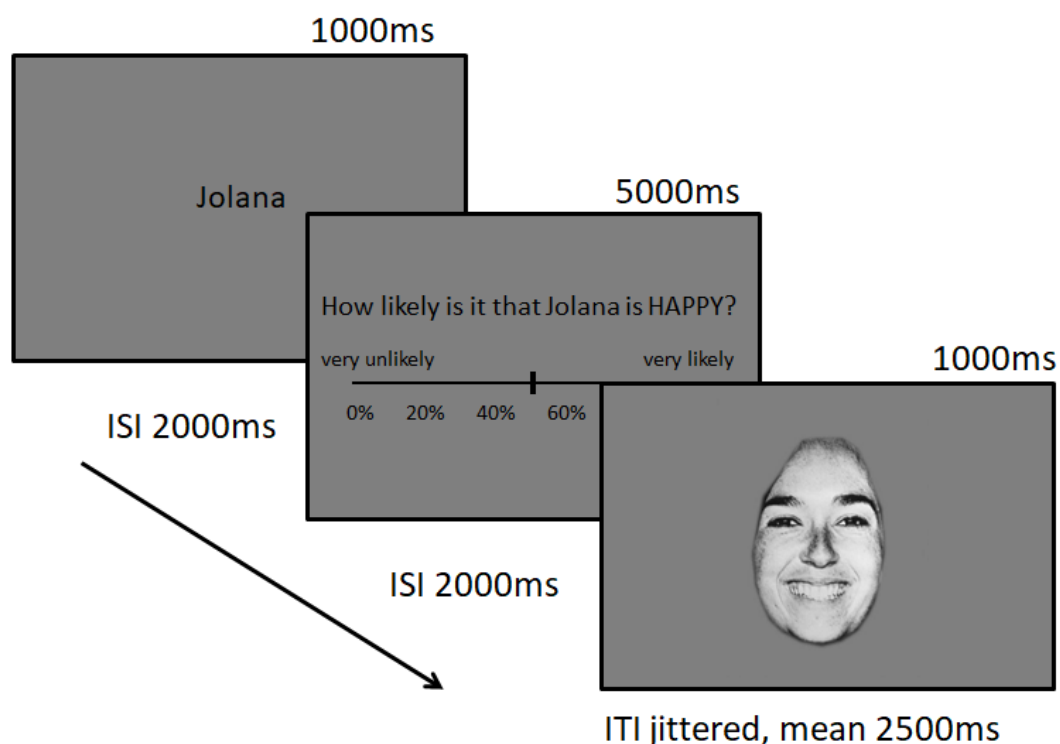 1000ms
Jolana
5000ms
How likely is it that Jolana is HAPPY?
very unlikely very likely
0% 20% 40% 60%
ISI 2000ms
1000ms
ISI 2000ms
ITI jittered, mean 2500ms